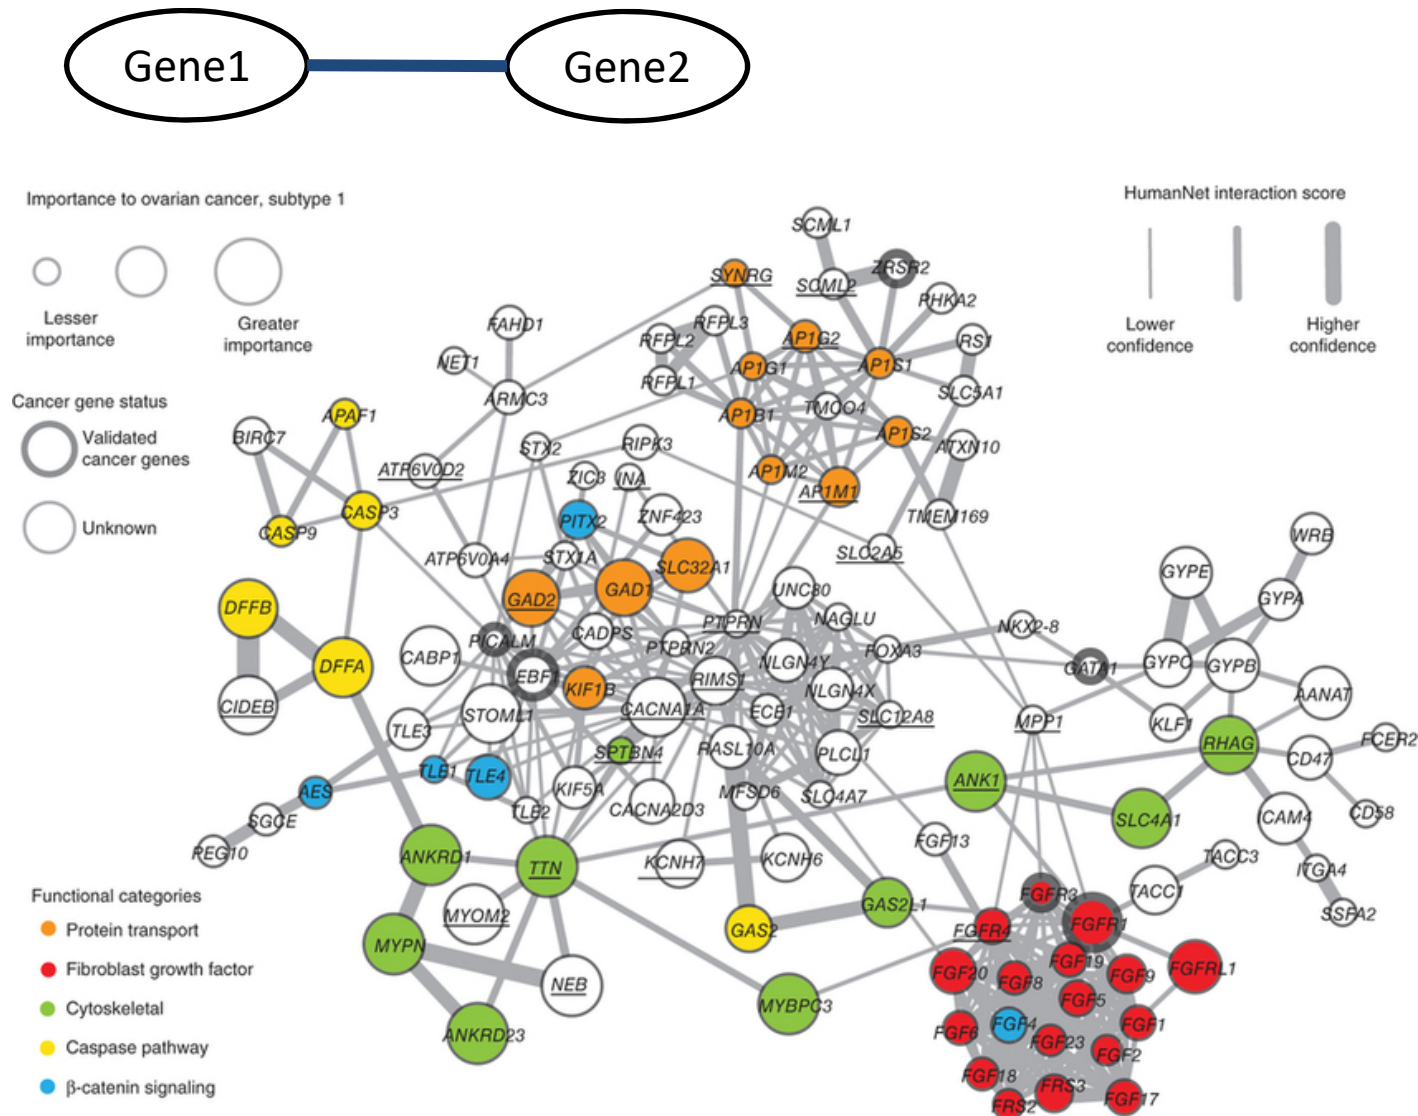 Gene1
Gene2
Importance to ovarian cancer, subtype 1
Lesser
importance
Greater
importance
HumanNet interaction score
Lower
confidence
Higher
confidence
Cancer gene status
Validated
cancer genes
Unknown
SCML1
SYNRG
SCML2
ZRSR2
PHKA2
FAHD1
RFPL3
RFPL2
AP1G2
RS1
NET1
AP1G1
AP1S1
RFPL1
SLC5A1
ARMC3
APAF1
AP1B1
TMCO4
BIRC7
AP1S2
STX2
RIPK3
ATXN10
ATP6V0D2
ZIC3
INA
AP1M2
AP1M1
CASP3
CASP9
PITX2
ZNF423
TMEM169
WRB
ATP6V0A4
STX1A
SLC32A1
SLC2A5
GYPE
GAD2
GAD1
UNC80
GYPA
DFFB
PTPRN
NAGLU
NKX2-8
PICALM
CADPS
PTPRN2
FOXA3
CABP1
NLGN4Y
GATA1
GYPC
GYPB
DFFA
EBF1
KIF1B
RIMS1
NLGN4X
AANAT
CIDEB
STOML1
CACNA1A
ECE1
SLC12A8
MPP1
KLF1
TLE3
SPTBN4
RASL10A
PLCL1
RHAG
CD47
FCER2
TLE1
TLE4
ANK1
AES
KIF5A
CACNA2D3
MFSD6
SLC4A7
SLC4A1
CD58
SGCE
TLE2
ICAM4
PEG10
FGF13
ANKRD1
TTN
KCNH7
KCNH6
TACC3
ITGA4
TACC1
MYOM2
GAS2L1
FGFR3
SSFA2
GAS2
FGFR4
FGFR1
MYPN
FGF19
FGFRL1
NEB
FGF20
FGF8
FGF9
FGF5
MYBPC3
ANKRD23
FGF6
FGF4
FGF1
FGF23
FGF2
FGF18
FRS3
FGF17
FRS2
Functional categories
Protein transport
Fibroblast growth factor
Cytoskeletal
Caspase pathway
β-catenin signaling